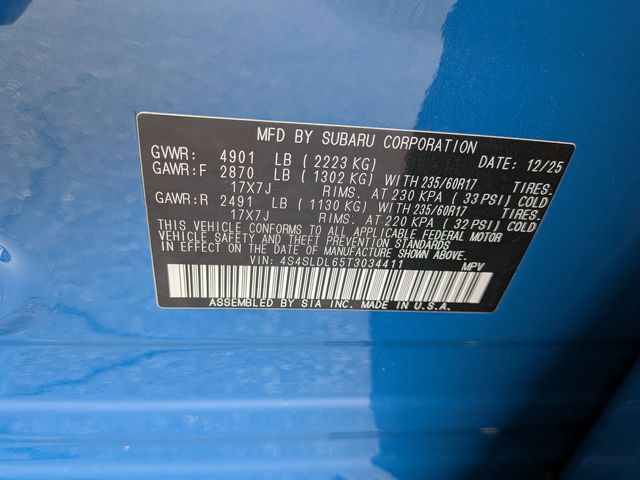 MFD BY SUBARU CORPORATION
GVWR: 4901 LB (2223 KG) DATE: 12/25
GAWR:F 2870 LB (1302 KG) WITH 235/60R17 TIRES.
17X7J RIMS. AT 230 KPA (33 PSI) COLD
GAWR:R 2491 LB (1130 KG) WITH 235/60R17 TIRES.
17X7J RIMS. AT 220 KPA (32 PSI) COLD
THIS VEHICLE CONFORMS TO ALL APPLICABLE FEDERAL MOTOR
VEHICLE SAFETY AND THEFT PREVENTION STANDARDS
IN EFFECT ON THE DATE OF MANUFACTURE SHOWN ABOVE.
VIN: 4S4SLDL65T3034411 MPV
ASSEMBLED BY SIA INC. MADE IN U.S.A.